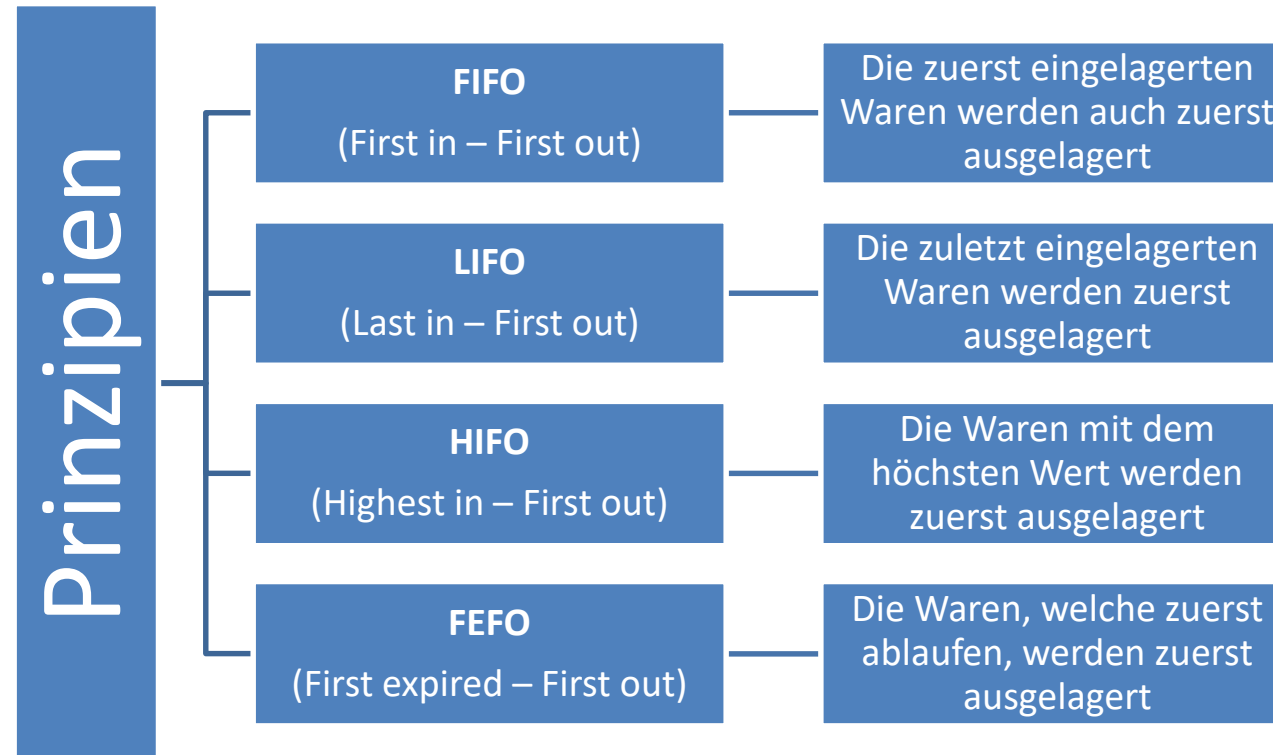 Prinzipien
FIFO
(First in – First out)
Die zuerst eingelagerten
Waren werden auch zuerst
ausgelagert
LIFO
(Last in – First out)
Die zuletzt eingelagerten
Waren werden zuerst
ausgelagert
HIFO
(Highest in – First out)
Die Waren mit dem
höchsten Wert werden
zuerst ausgelagert
FEFO
(First expired – First out)
Die Waren, welche zuerst
ablaufen, werden zuerst
ausgelagert